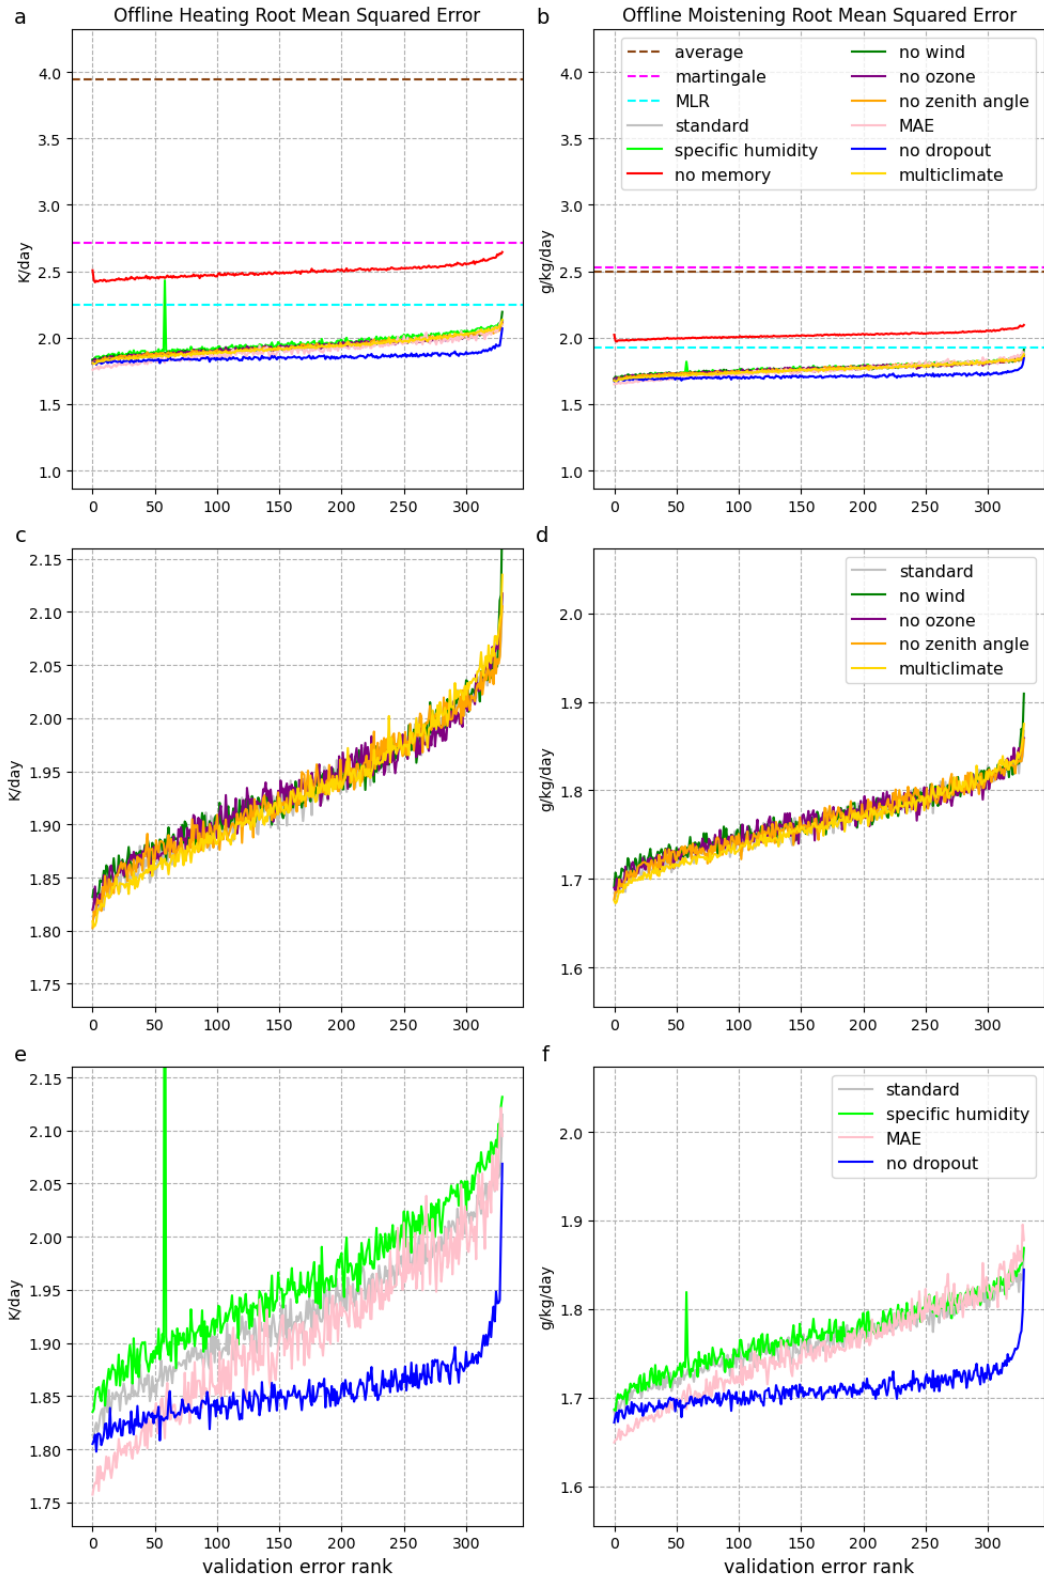 a
Offline Heating Root Mean Squared Error
b
Offline Moistening Root Mean Squared Error
4.0
3.5
3.0
2.5
2.0
1.5
1.0
K/day
0 50 100 150 200 250 300
4.0
3.5
3.0
2.5
2.0
1.5
1.0
g/kg/day
0 50 100 150 200 250 300
average
martingale
MLR
standard
specific humidity
no memory
no wind
no ozone
no zenith angle
MAE
no dropout
multiclimate
c
2.15
2.10
2.05
2.00
1.95
1.90
1.85
1.80
1.75
K/day
0 50 100 150 200 250 300
d
2.0
1.9
1.8
1.7
1.6
g/kg/day
0 50 100 150 200 250 300
standard
no wind
no ozone
no zenith angle
multiclimate
e
2.15
2.10
2.05
2.00
1.95
1.90
1.85
1.80
1.75
K/day
0 50 100 150 200 250 300
validation error rank
f
2.0
1.9
1.8
1.7
1.6
g/kg/day
0 50 100 150 200 250 300
validation error rank
standard
specific humidity
MAE
no dropout